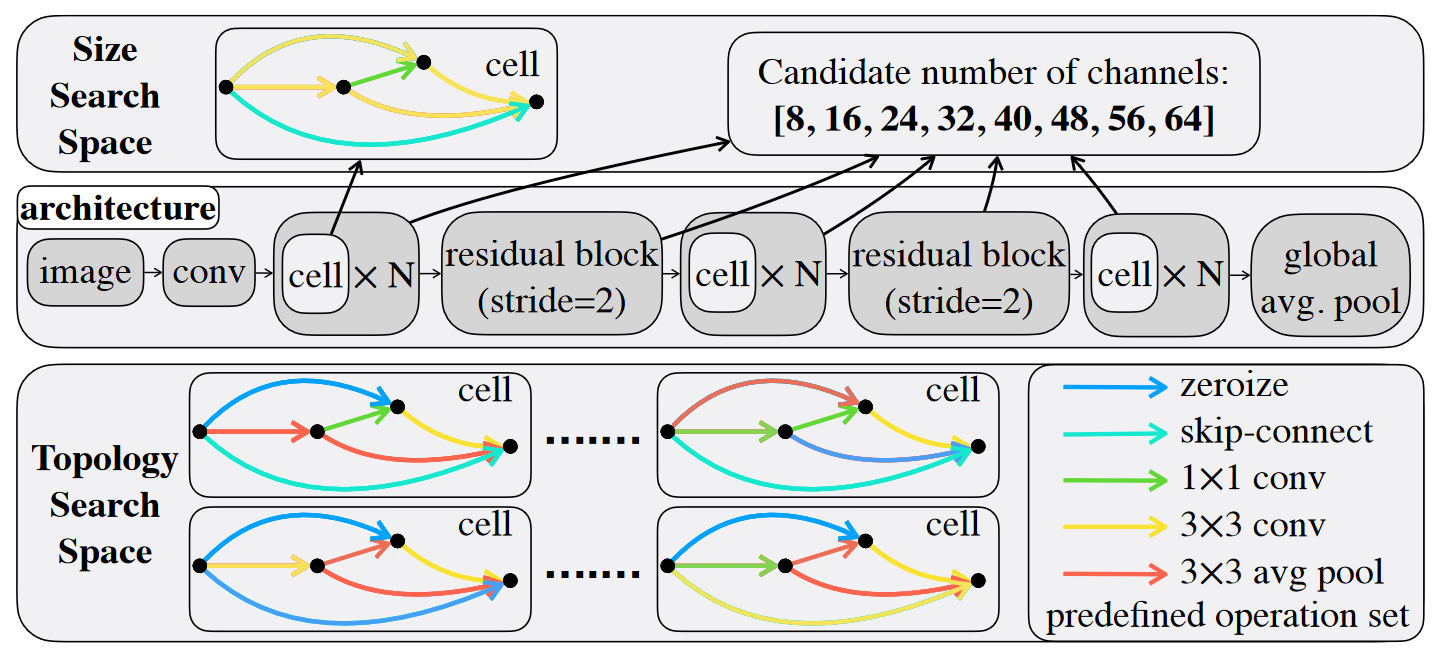 Size
Search
Space
cell
Candidate number of channels:
[8, 16, 24, 32, 40, 48, 56, 64]
architecture
image
conv
cell × N
residual block
(stride=2)
cell × N
residual block
(stride=2)
cell × N
global
avg. pool
Topology
Search
Space
cell
.......
cell
cell
.......
cell
zeroize
skip-connect
1×1 conv
3×3 conv
3×3 avg pool
predefined operation set